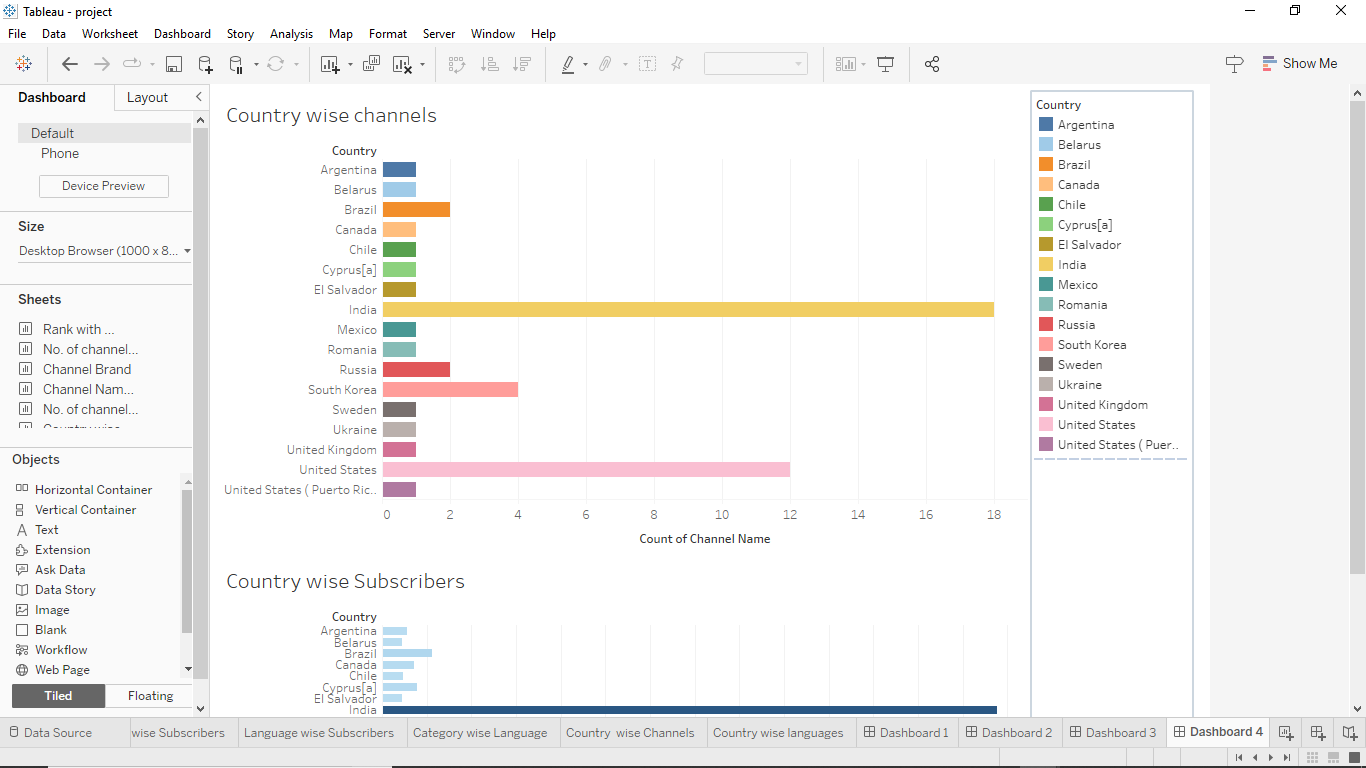 Tableau - project
File Data Worksheet Dashboard Story Analysis Map Format Server Window Help
Show Me
Dashboard Layout
Default
Phone
Device Preview
Size
Desktop Browser (1000 x 8...
Sheets
Rank with ...
No. of channel...
Channel Brand
Channel Nam...
No. of channel...
Objects
Horizontal Container
Vertical Container
Text
Extension
Ask Data
Data Story
Image
Blank
Workflow
Web Page
Tiled Floating
Country wise channels
Country
Argentina
Belarus
Brazil
Canada
Chile
Cyprus[a]
El Salvador
India
Mexico
Romania
Russia
South Korea
Sweden
Ukraine
United Kingdom
United States
United States ( Puerto Ric..
0 2 4 6 8 10 12 14 16 18
Count of Channel Name
Country wise Subscribers
Country
Argentina
Belarus
Brazil
Canada
Chile
Cyprus[a]
El Salvador
India
Country
Argentina
Belarus
Brazil
Canada
Chile
Cyprus[a]
El Salvador
India
Mexico
Romania
Russia
South Korea
Sweden
Ukraine
United Kingdom
United States
United States ( Puer..
Data Source wise Subscribers Language wise Subscribers Category wise Language Country wise Channels Country wise languages Dashboard 1 Dashboard 2 Dashboard 3 Dashboard 4